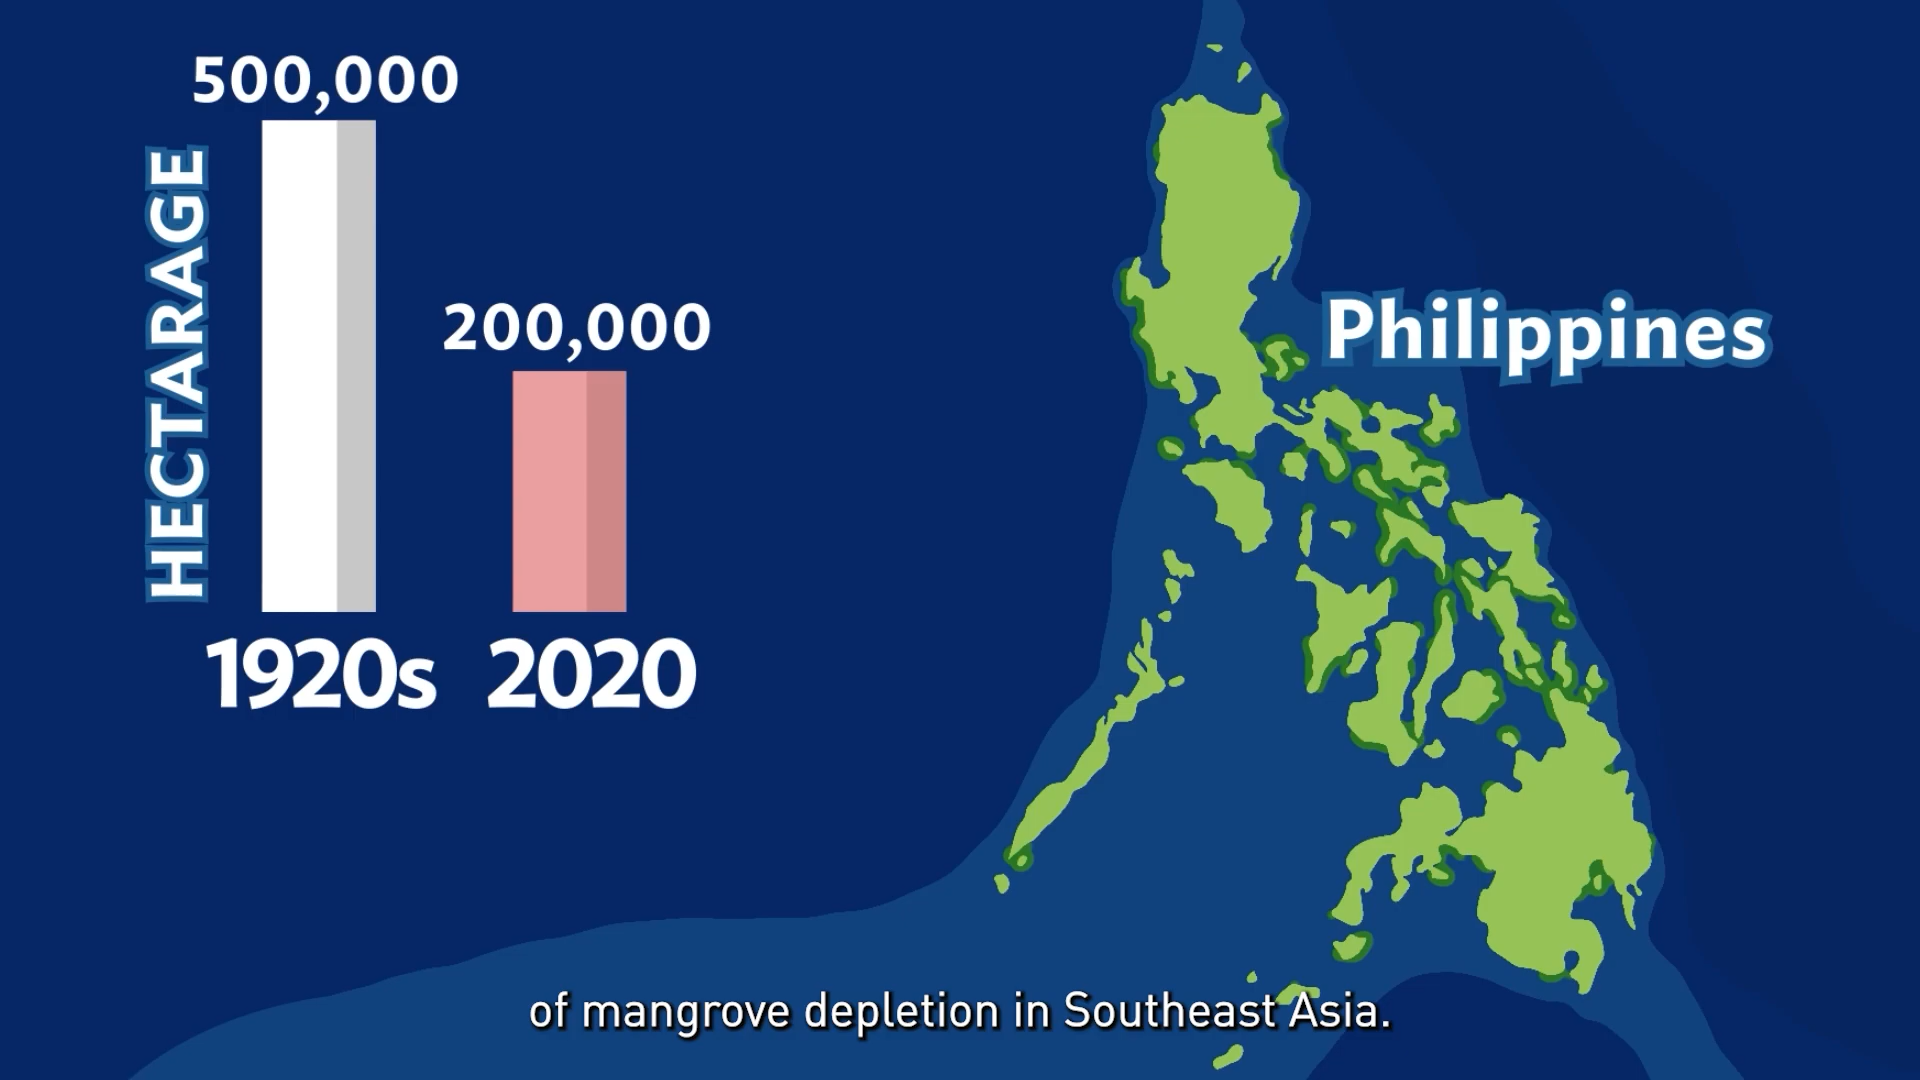 500,000
HECTARAGE
200,000
1920s
2020
Philippines
of mangrove depletion in Southeast Asia.